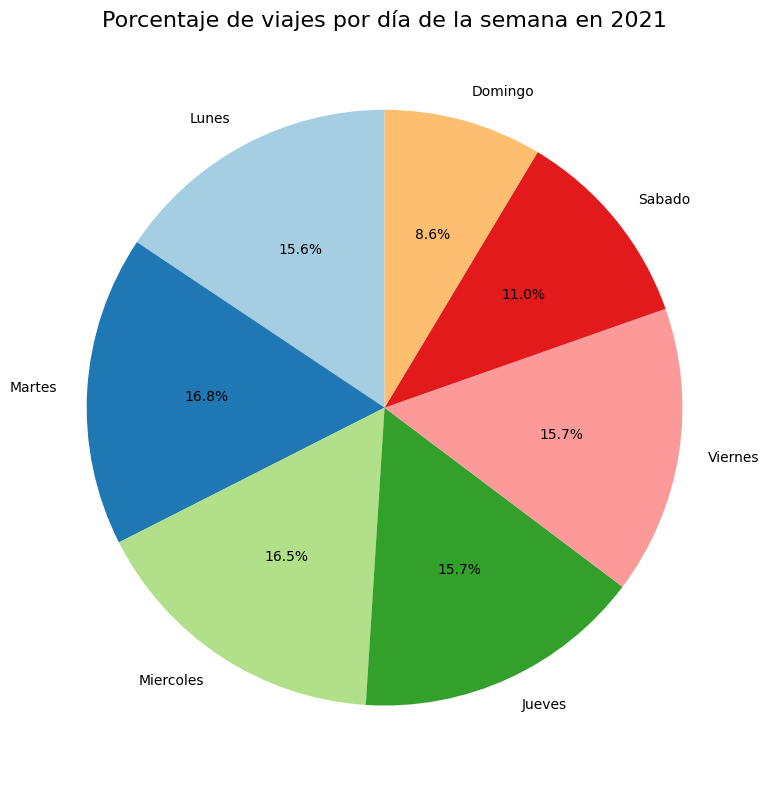 Porcentaje de viajes por día de la semana en 2021
Domingo
Lunes
Sabado
8.6%
15.6%
11.0%
Martes
16.8%
15.7%
Viernes
16.5%
15.7%
Miercoles
Jueves